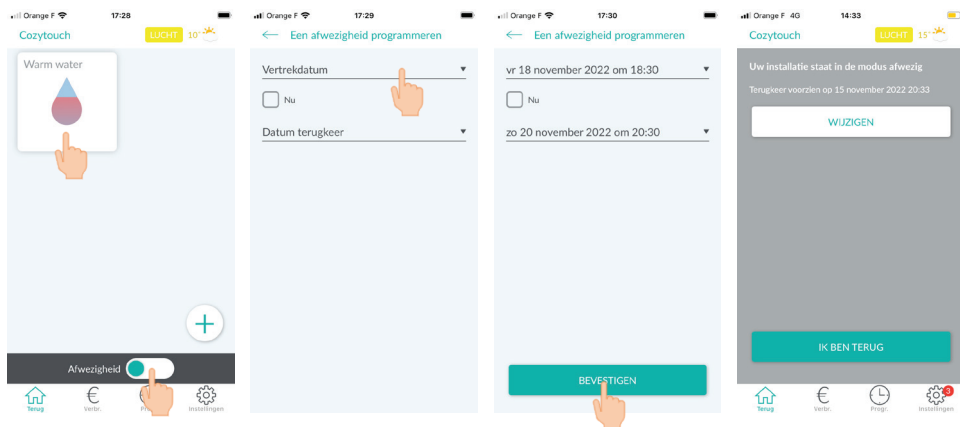 Orange F 17:28
Cozytouch LUCHT 10°
Warm water
Afwezigheid
Terug Verbr. Instellingen
Orange F 17:29
Een afwezigheid programmeren
Vertrekdatum
Nu
Datum terugkeer
Orange F 17:30
Een afwezigheid programmeren
vr 18 november 2022 om 18:30
Nu
zo 20 november 2022 om 20:30
BEVESTIGEN
Orange F 4G 14:33
Cozytouch LUCHT 15°
Uw installatie staat in de modus afwezig
Terugkeer voorzien op 15 november 2022 20:33
WIJZIGEN
IK BEN TERUG
3
Terug Verbr. Progr. Instellingen